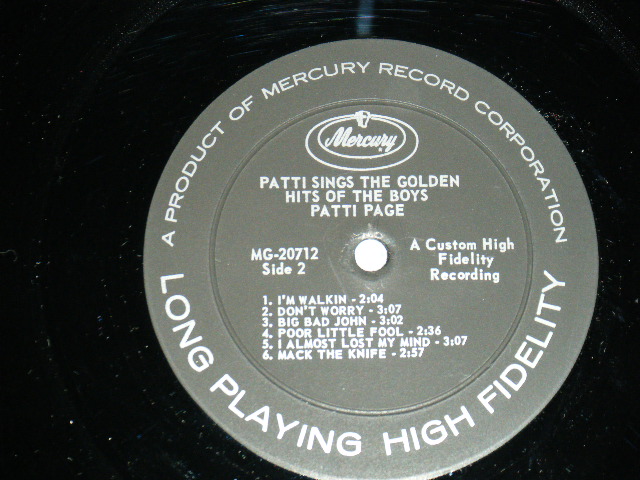 A PRODUCT OF MERCURY RECORD CORPORATION
Mercury
PATTI SINGS THE GOLDEN
HITS OF THE BOYS
PATTI PAGE
MG-20712
Side 2
A Custom High
Fidelity
Recording
1. I'M WALKIN - 2:04
2. DON'T WORRY - 3:07
3. BIG BAD JOHN - 3:02
4. POOR LITTLE FOOL - 2:36
5. I ALMOST LOST MY MIND - 3:07
6. MACK THE KNIFE - 2:57
LONG PLAYING HIGH FIDELITY